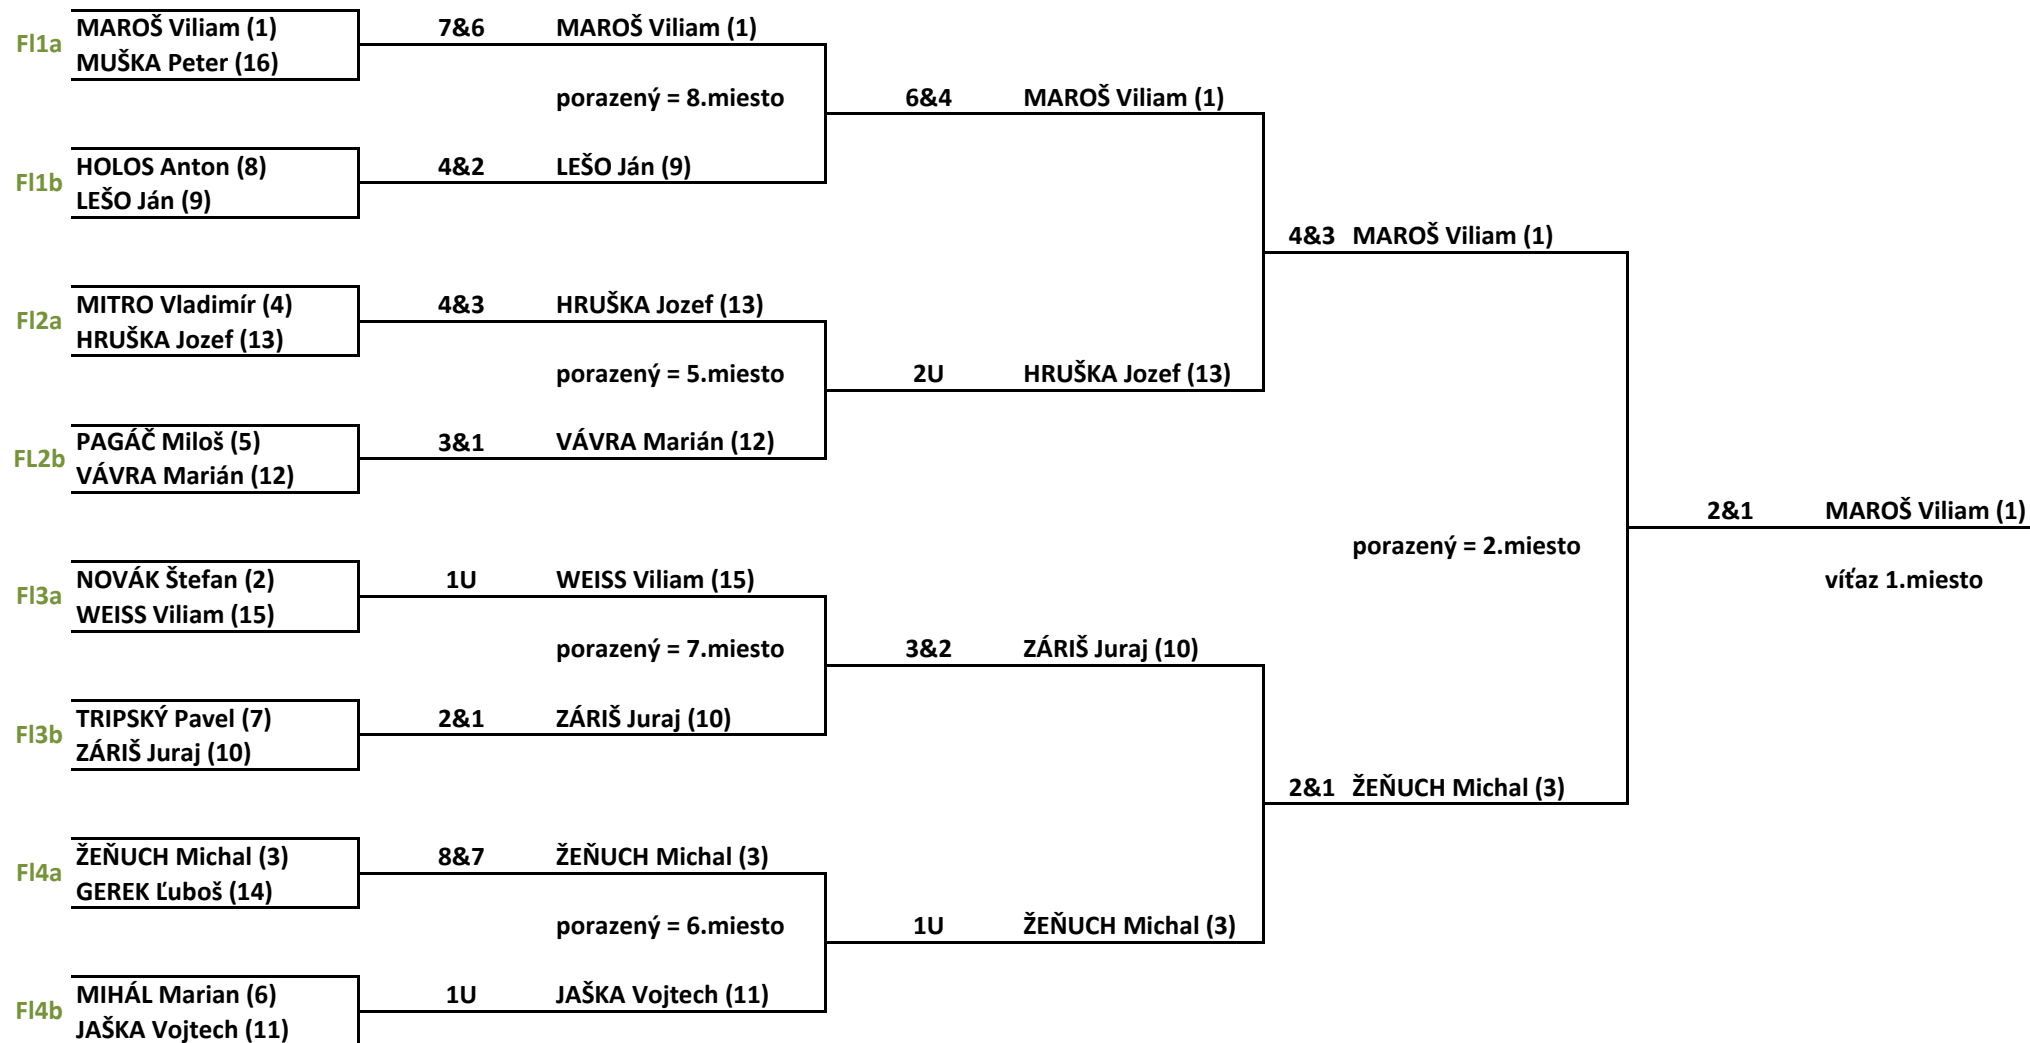 Fl1a MAROŠ Viliam (1) 7&6 MAROŠ Viliam (1)
MUŠKA Peter (16)
porazený = 8.miesto 6&4 MAROŠ Viliam (1)
Fl1b HOLOS Anton (8) 4&2 LEŠO Ján (9)
LEŠO Ján (9)
4&3 MAROŠ Viliam (1)
Fl2a MITRO Vladimír (4) 4&3 HRUŠKA Jozef (13)
HRUŠKA Jozef (13)
porazený = 5.miesto 2U HRUŠKA Jozef (13)
FL2b PAGÁČ Miloš (5) 3&1 VÁVRA Marián (12)
VÁVRA Marián (12)
2&1 MAROŠ Viliam (1)
porazený = 2.miesto
Fl3a NOVÁK Štefan (2) 1U WEISS Viliam (15) víťaz 1.miesto
WEISS Viliam (15)
porazený = 7.miesto 3&2 ZÁRIŠ Juraj (10)
Fl3b TRIPSKÝ Pavel (7) 2&1 ZÁRIŠ Juraj (10)
ZÁRIŠ Juraj (10)
2&1 ŽEŇUCH Michal (3)
Fl4a ŽEŇUCH Michal (3) 8&7 ŽEŇUCH Michal (3)
GEREK Ľuboš (14)
porazený = 6.miesto 1U ŽEŇUCH Michal (3)
Fl4b MIHÁL Marian (6) 1U JAŠKA Vojtech (11)
JAŠKA Vojtech (11)